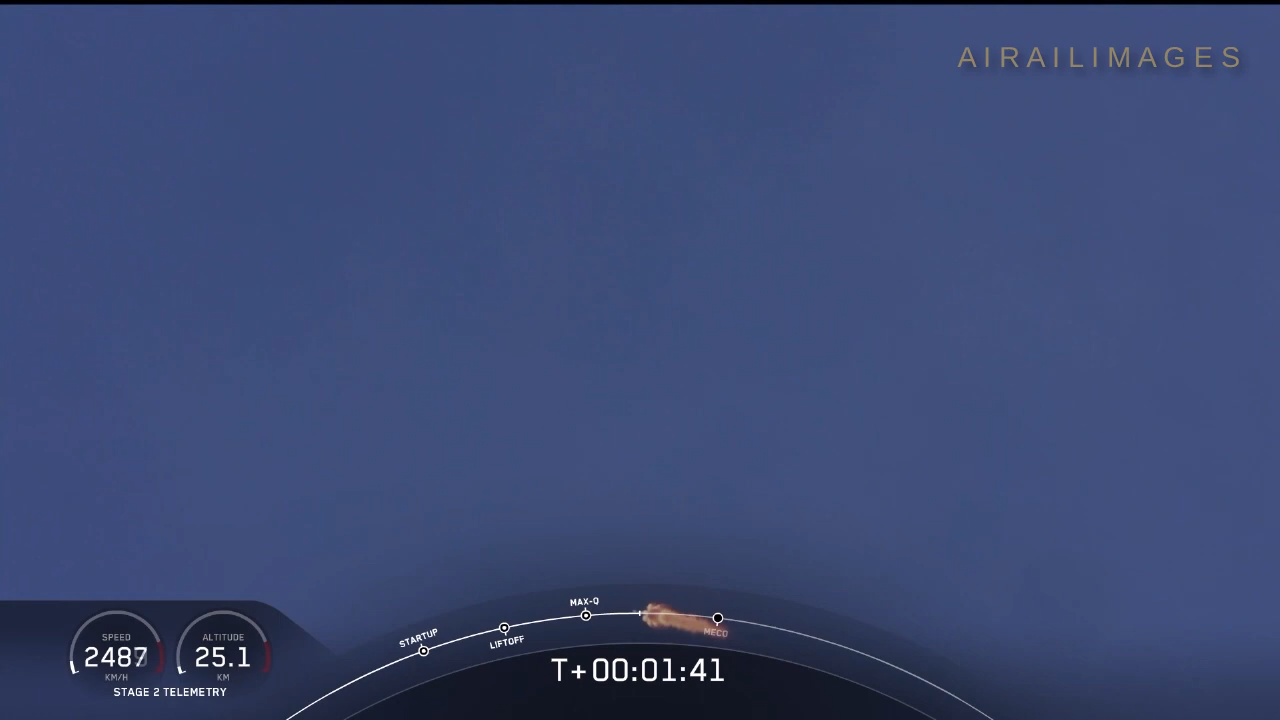 AIRAILIMAGES
STARTUP
LIFTOFF
MAX-Q
MECO
SPEED
2487
KM/H
ALTITUDE
25.1
KM
STAGE 2 TELEMETRY
T+00:01:41